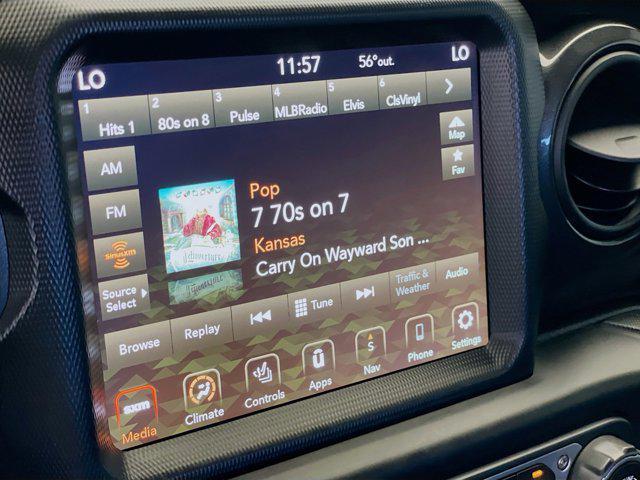 LO 11:57 56° out. LO
1 Hits 1 2 80s on 8 3 Pulse 4 MLBRadio 5 Elvis 6 ClsVinyl
AM
FM
SiriusXM
Source
Select
Map
Fav
Pop
7 70s on 7
Kansas
Carry On Wayward Son ...
Browse Replay Tune Traffic & Weather Audio
sxm
S
Media Climate Controls Apps Nav Phone Settings